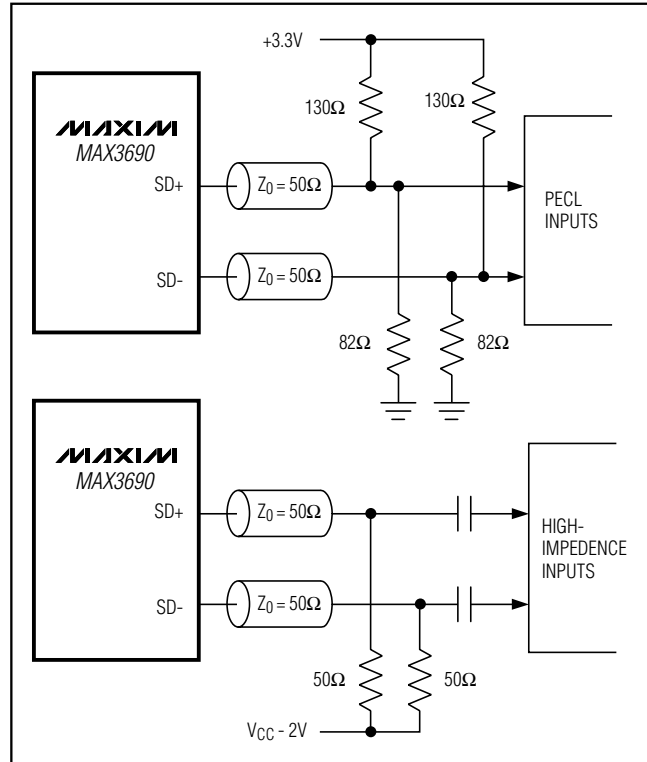 +3.3V
130Ω
130Ω
MAXIM
MAX3690
SD+
Z0 = 50Ω
PECL
INPUTS
SD-
Z0 = 50Ω
82Ω
82Ω
MAXIM
MAX3690
SD+
Z0 = 50Ω
HIGH-
IMPEDENCE
INPUTS
SD-
Z0 = 50Ω
50Ω
50Ω
VCC - 2V